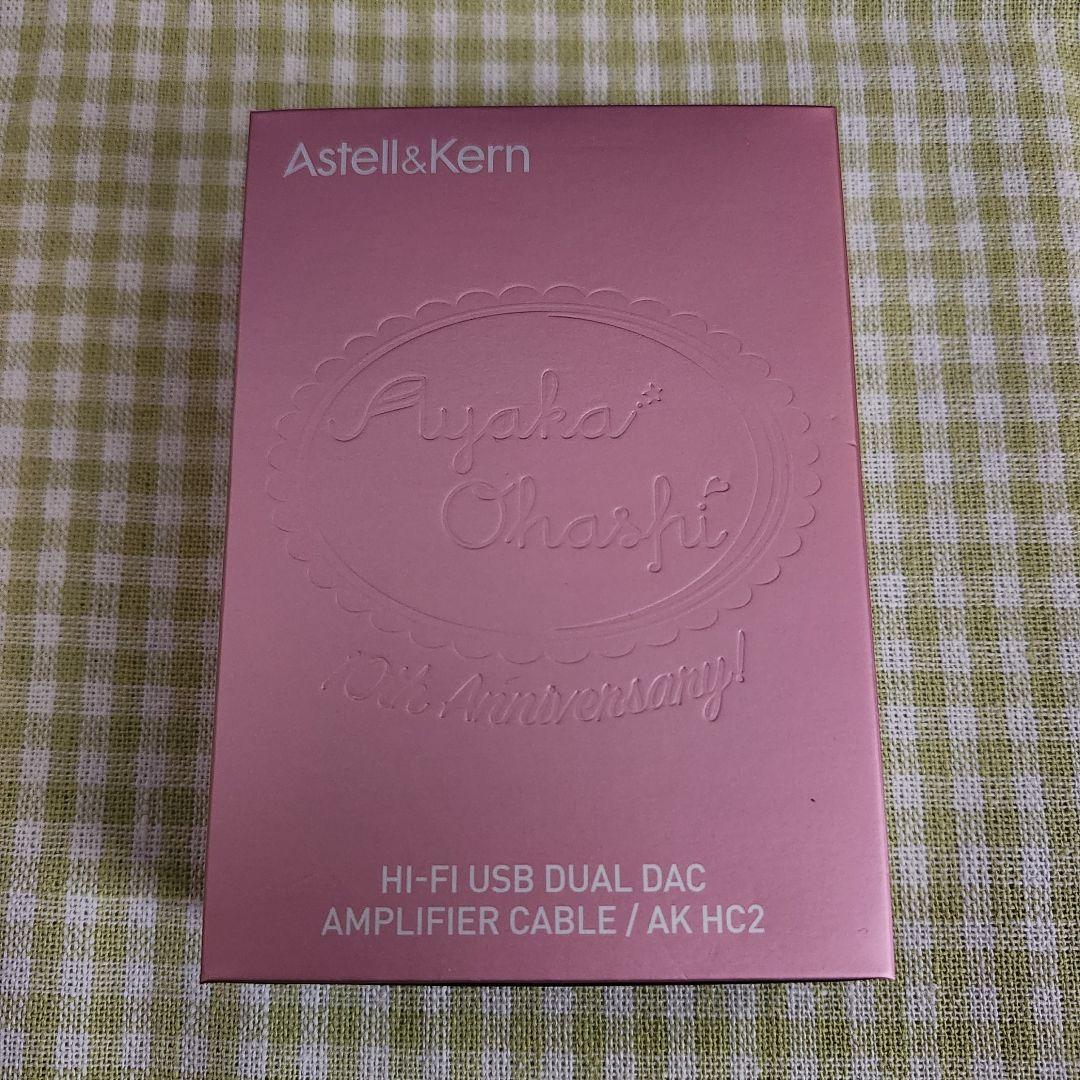 Astell&Kern
Ayaka
Ohashi
10th Anniversary!
HI-FI USB DUAL DAC
AMPLIFIER CABLE / AK HC2